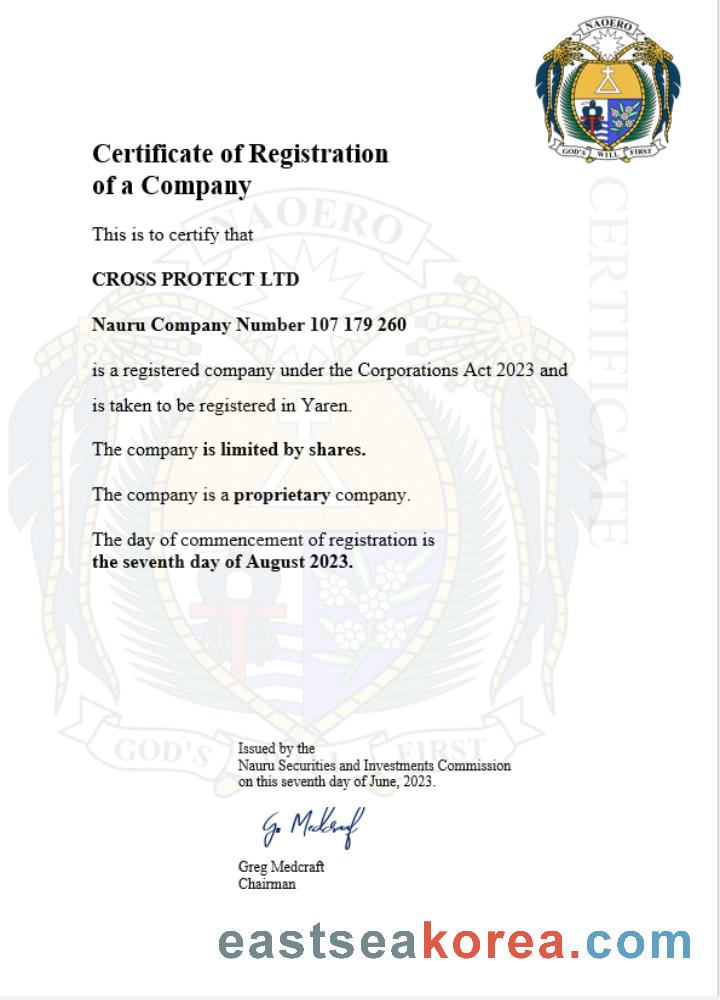 NAOERO
GOD'S WILL FIRST
Certificate of Registration
of a Company
This is to certify that
CROSS PROTECT LTD
Nauru Company Number 107 179 260
is a registered company under the Corporations Act 2023 and
is taken to be registered in Yaren.
The company is limited by shares.
The company is a proprietary company.
The day of commencement of registration is
the seventh day of August 2023.
CERTIFICATE
NAOERO
GOD'S WILL FIRST
Issued by the
Nauru Securities and Investments Commission
on this seventh day of June, 2023.
G. Medcraft
Greg Medcraft
Chairman
eastseakorea.com